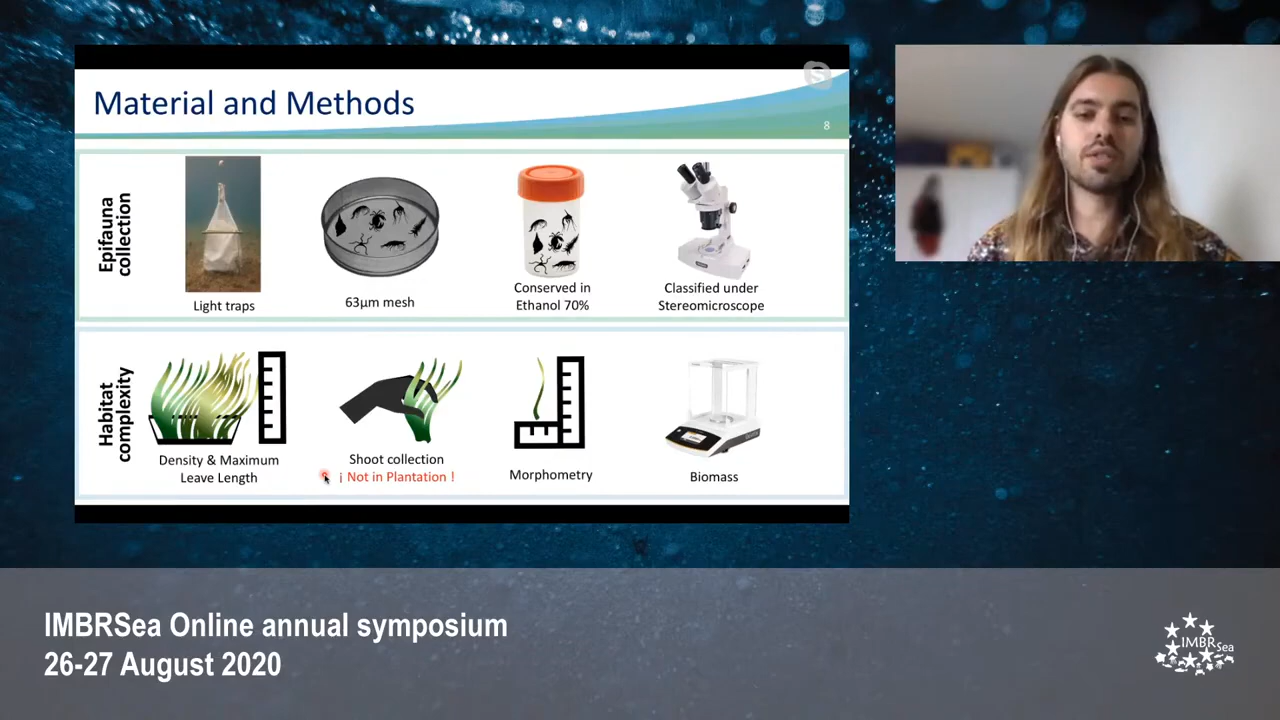 Material and Methods
8
Epifauna
collection
Light traps
63µm mesh
Conserved in
Ethanol 70%
Classified under
Stereomicroscope
Habitat
complexity
Density & Maximum
Leave Length
Shoot collection
¡ Not in Plantation !
Morphometry
Biomass
IMBRSea Online annual symposium
26-27 August 2020
IMBRSea